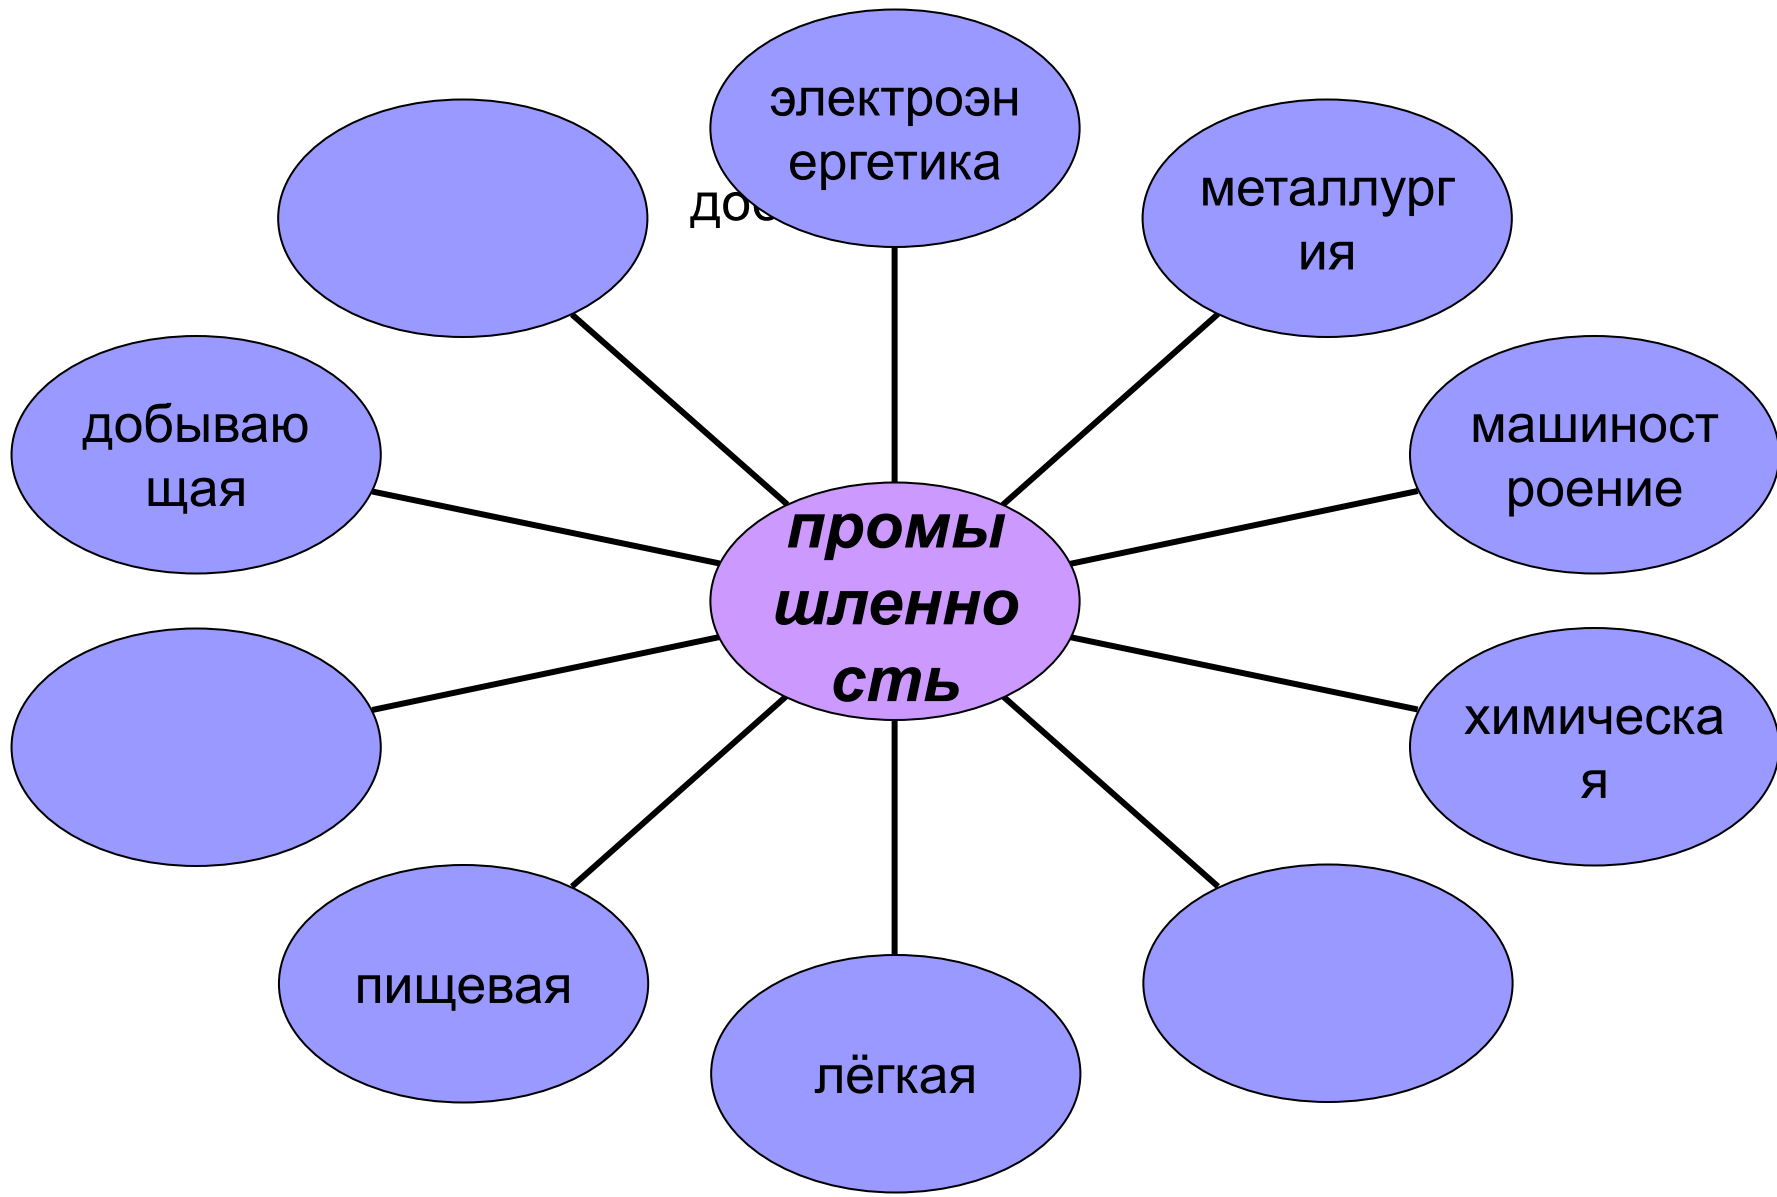 электроэн
ергетика
металлург
ия
добываю
щая
машиност
роение
промы
шленно
сть
химическа
я
пищевая
лёгкая